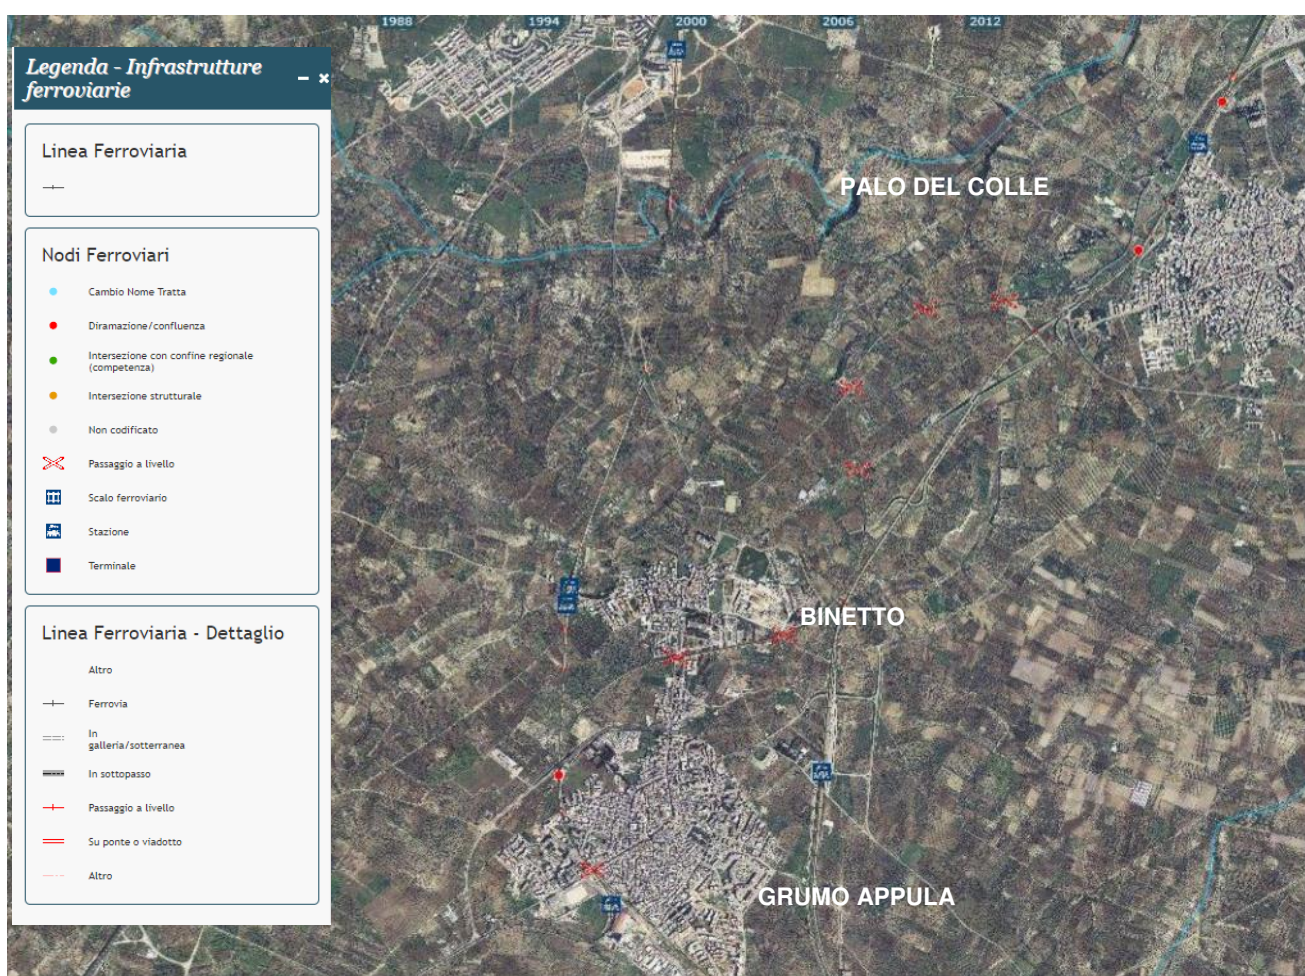 1988 1994 2000 2006 2012
Legenda - Infrastrutture
ferroviarie
Linea Ferroviaria
Nodi Ferroviari
Cambio Nome Tratta
Diramazione/confluenza
Intersezione con confine regionale
(competenza)
Intersezione strutturale
Non codificato
Passaggio a livello
Scalo ferroviario
Stazione
Terminale
Linea Ferroviaria - Dettaglio
Altro
Ferrovia
In
galleria/sotterranea
In sottopasso
Passaggio a livello
Su ponte o viadotto
Altro
PALO DEL COLLE
BINETTO
GRUMO APPULA